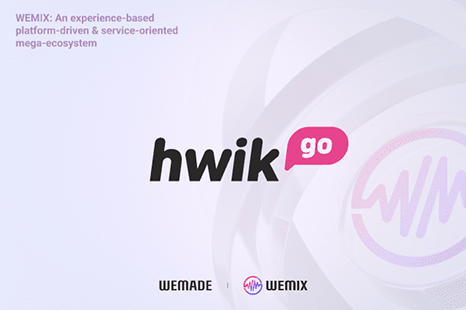 WEMIX: An experience-based
platform-driven & service-oriented
mega-ecosystem
hwik go
WEMADE | WEMIX